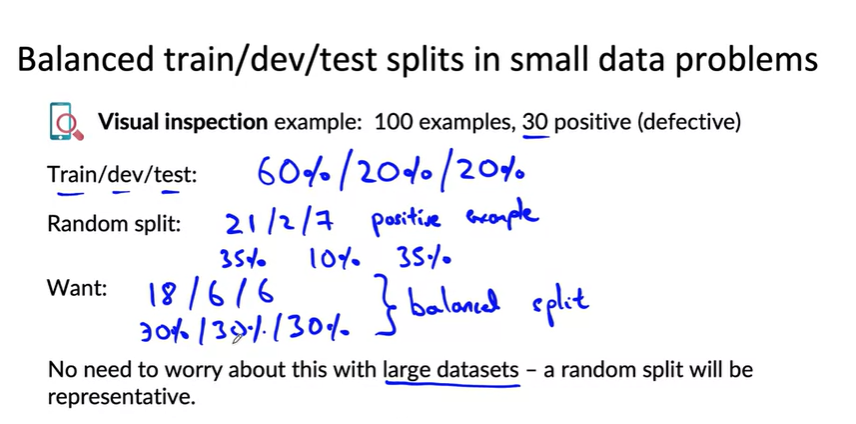 Balanced train/dev/test splits in small data problems
Visual inspection example: 100 examples, 30 positive (defective)
Train/dev/test: 60%/20%/20%
Random split: 21/2/7 positive example
35% 10% 35%
Want: 18/6/6
30%/30%/30% } balanced split
No need to worry about this with large datasets – a random split will be
representative.